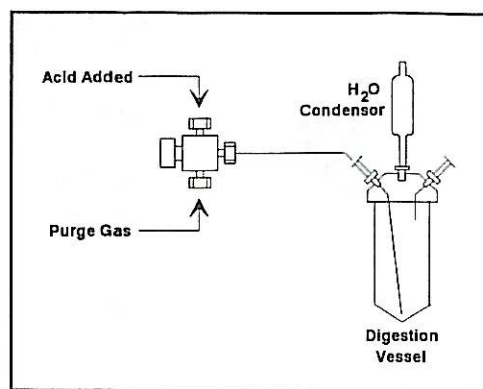 Acid Added
H₂O
Condensor
Purge Gas
Digestion
Vessel